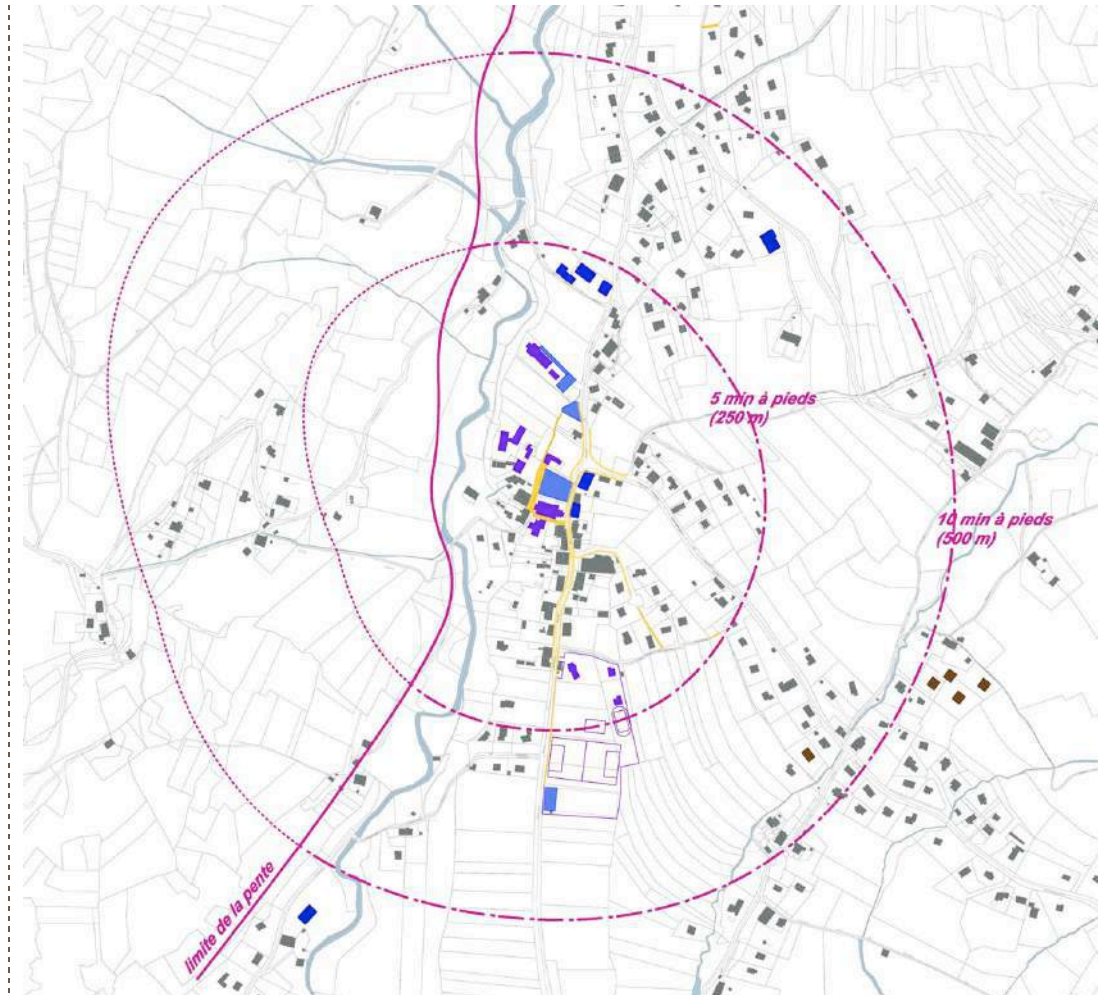 5 min à pieds
(250 m)
10 min à pieds
(500 m)
limite de la pente